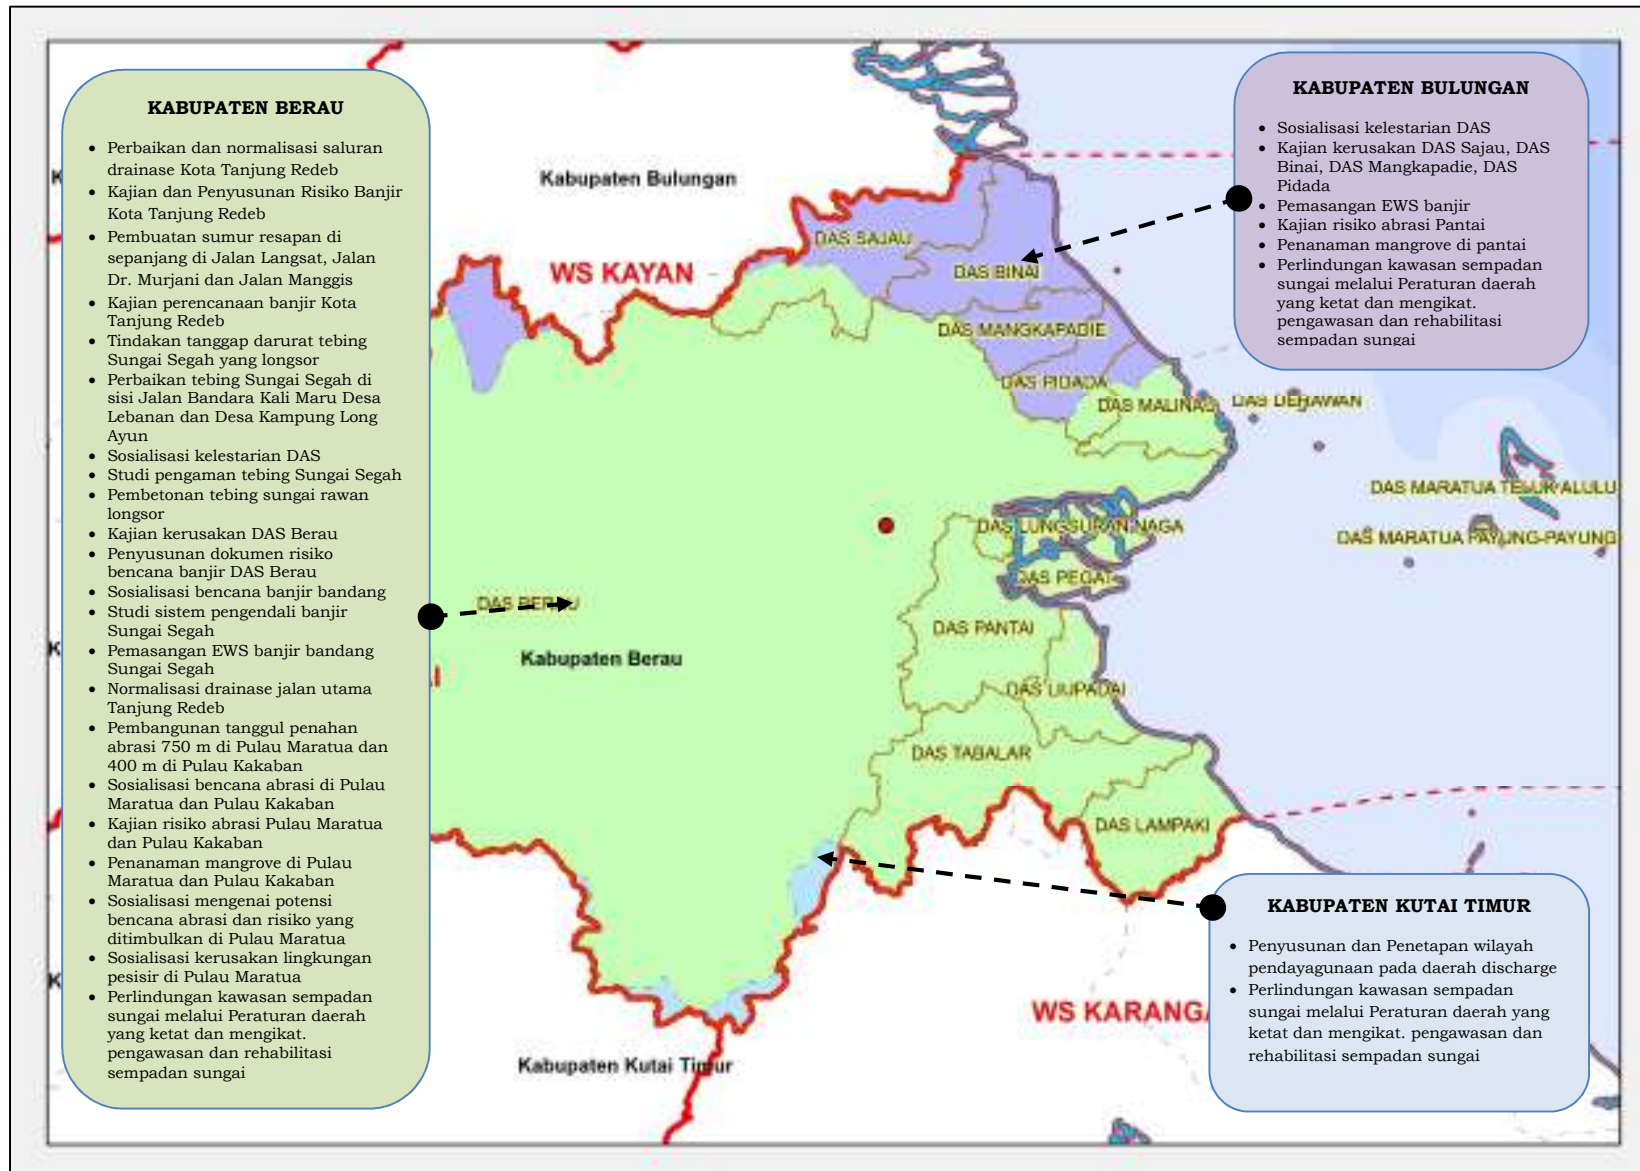 KABUPATEN BERAU
• Perbaikan dan normalisasi saluran
drainase Kota Tanjung Redeb
• Kajian dan Penyusunan Risiko Banjir
Kota Tanjung Redeb
• Pembuatan sumur resapan di
sepanjang di Jalan Langsat, Jalan
Dr. Murjani dan Jalan Manggis
• Kajian perencanaan banjir Kota
Tanjung Redeb
• Tindakan tanggap darurat tebing
Sungai Segah yang longsor
• Perbaikan tebing Sungai Segah di
sisi Jalan Bandara Kali Maru Desa
Lebanan dan Desa Kampung Long
Ayun
• Sosialisasi kelestarian DAS
• Studi pengaman tebing Sungai Segah
• Pembetonan tebing sungai rawan
longsor
• Kajian kerusakan DAS Berau
• Penyusunan dokumen risiko
bencana banjir DAS Berau
• Sosialisasi bencana banjir bandang
• Studi sistem pengendali banjir
Sungai Segah
• Pemasangan EWS banjir bandang
Sungai Segah
• Normalisasi drainase jalan utama
Tanjung Redeb
• Pembangunan tanggul penahan
abrasi 750 m di Pulau Maratua dan
400 m di Pulau Kakaban
• Sosialisasi bencana abrasi di Pulau
Maratua dan Pulau Kakaban
• Kajian risiko abrasi Pulau Maratua
dan Pulau Kakaban
• Penanaman mangrove di Pulau
Maratua dan Pulau Kakaban
• Sosialisasi mengenai potensi
bencana abrasi dan risiko yang
ditimbulkan di Pulau Maratua
• Sosialisasi kerusakan lingkungan
pesisir di Pulau Maratua
• Perlindungan kawasan sempadan
sungai melalui Peraturan daerah
yang ketat dan mengikat.
pengawasan dan rehabilitasi
sempadan sungai
KABUPATEN BULUNGAN
• Sosialisasi kelestarian DAS
• Kajian kerusakan DAS Sajau, DAS
Binai, DAS Mangkapadie, DAS
Pidada
• Pemasangan EWS banjir
• Kajian risiko abrasi Pantai
• Penanaman mangrove di pantai
• Perlindungan kawasan sempadan
sungai melalui Peraturan daerah
yang ketat dan mengikat.
pengawasan dan rehabilitasi
sempadan sungai
Kabupaten Bulungan
WS KAYAN
DAS SAJAU
DAS BINAI
DAS MANGKAPADIE
DAS PIDADA
DAS MALINAS
DAS DERAWAN
DAS MARATUA TELUK ALULU
DAS MARATUA PAYUNG-PAYUNG
DAS LUNGSURAN NAGA
DAS PEGAT
DAS BERAU
Kabupaten Berau
DAS PANTAI
DAS LIUPADAI
DAS TABALAR
DAS LAMPAKI
WS KARANGA
Kabupaten Kutai Timur
KABUPATEN KUTAI TIMUR
• Penyusunan dan Penetapan wilayah
pendayagunaan pada daerah discharge
• Perlindungan kawasan sempadan
sungai melalui Peraturan daerah yang
ketat dan mengikat. pengawasan dan
rehabilitasi sempadan sungai